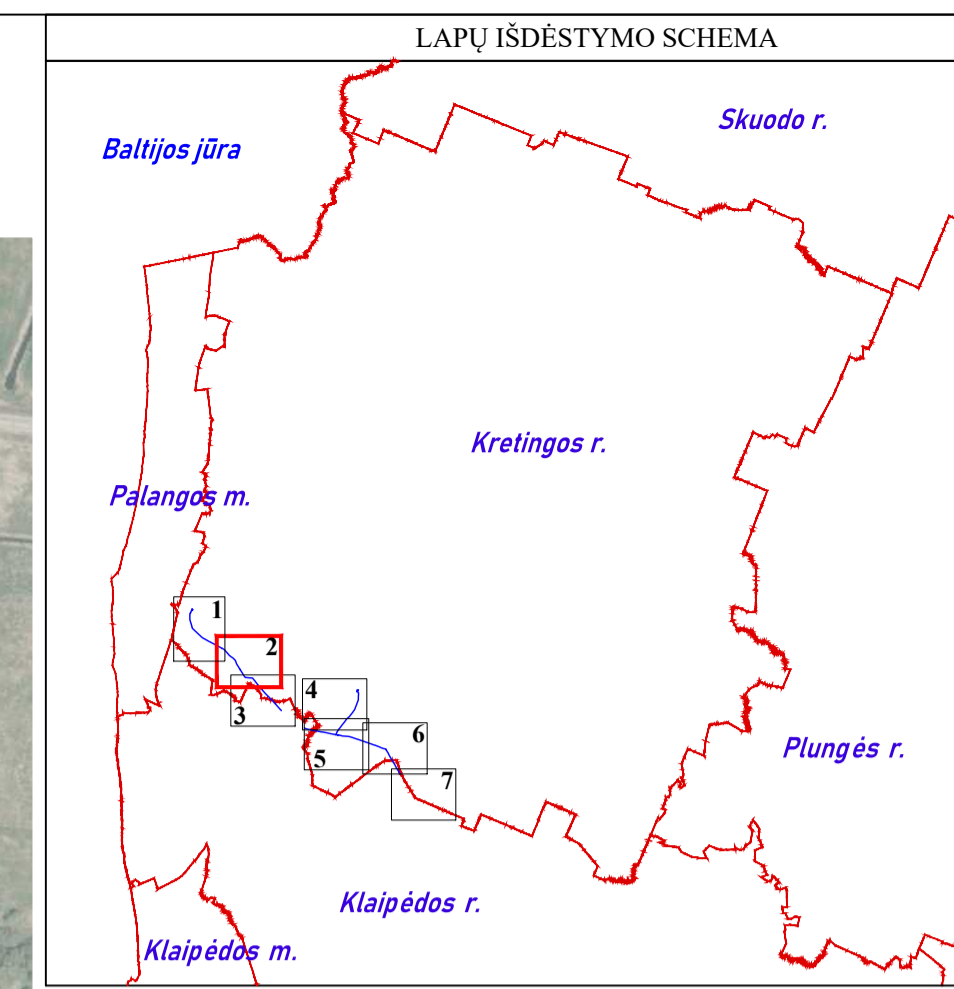 LAPŲ IŠDĖSTYMO SCHEMA
Skuodo r.
Baltijos jūra
Kretingos r.
Palangos m.
1
2
3
4
5
6
7
Plungės r.
Klaipėdos r.
Klaipėdos m.